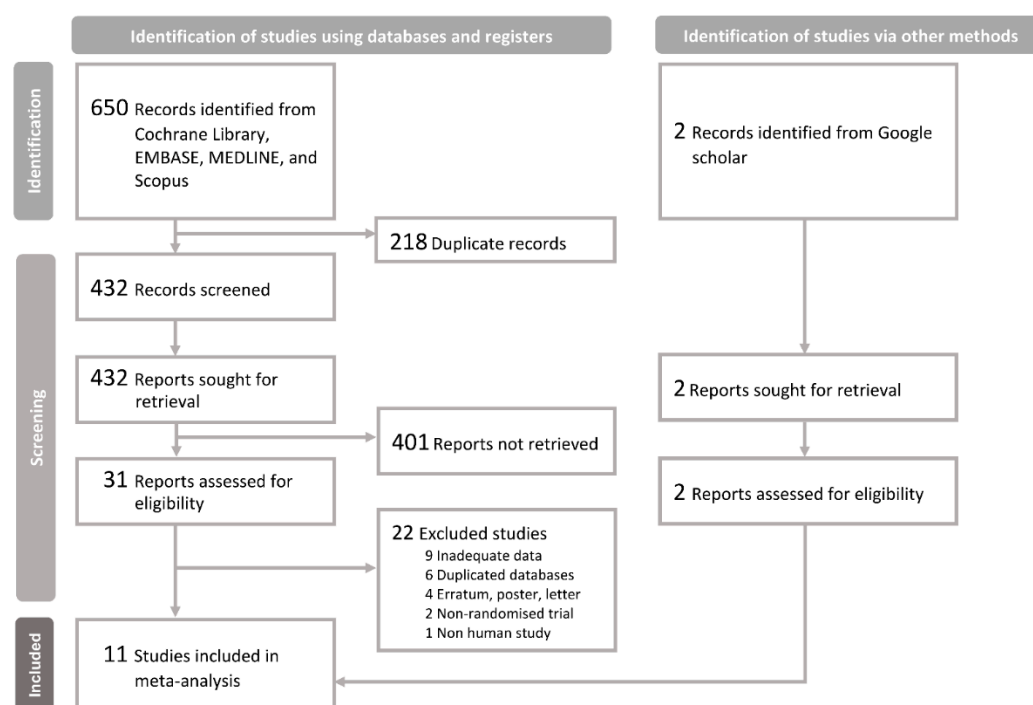 Identification of studies using databases and registers
Identification of studies via other methods
Identification
650 Records identified from
Cochrane Library,
EMBASE, MEDLINE, and
Scopus
2 Records identified from Google
scholar
218 Duplicate records
Screening
432 Records screened
432 Reports sought for
retrieval
2 Reports sought for retrieval
401 Reports not retrieved
31 Reports assessed for
eligibility
2 Reports assessed for eligibility
22 Excluded studies
9 Inadequate data
6 Duplicated databases
4 Erratum, poster, letter
2 Non-randomised trial
1 Non human study
Included
11 Studies included in
meta-analysis